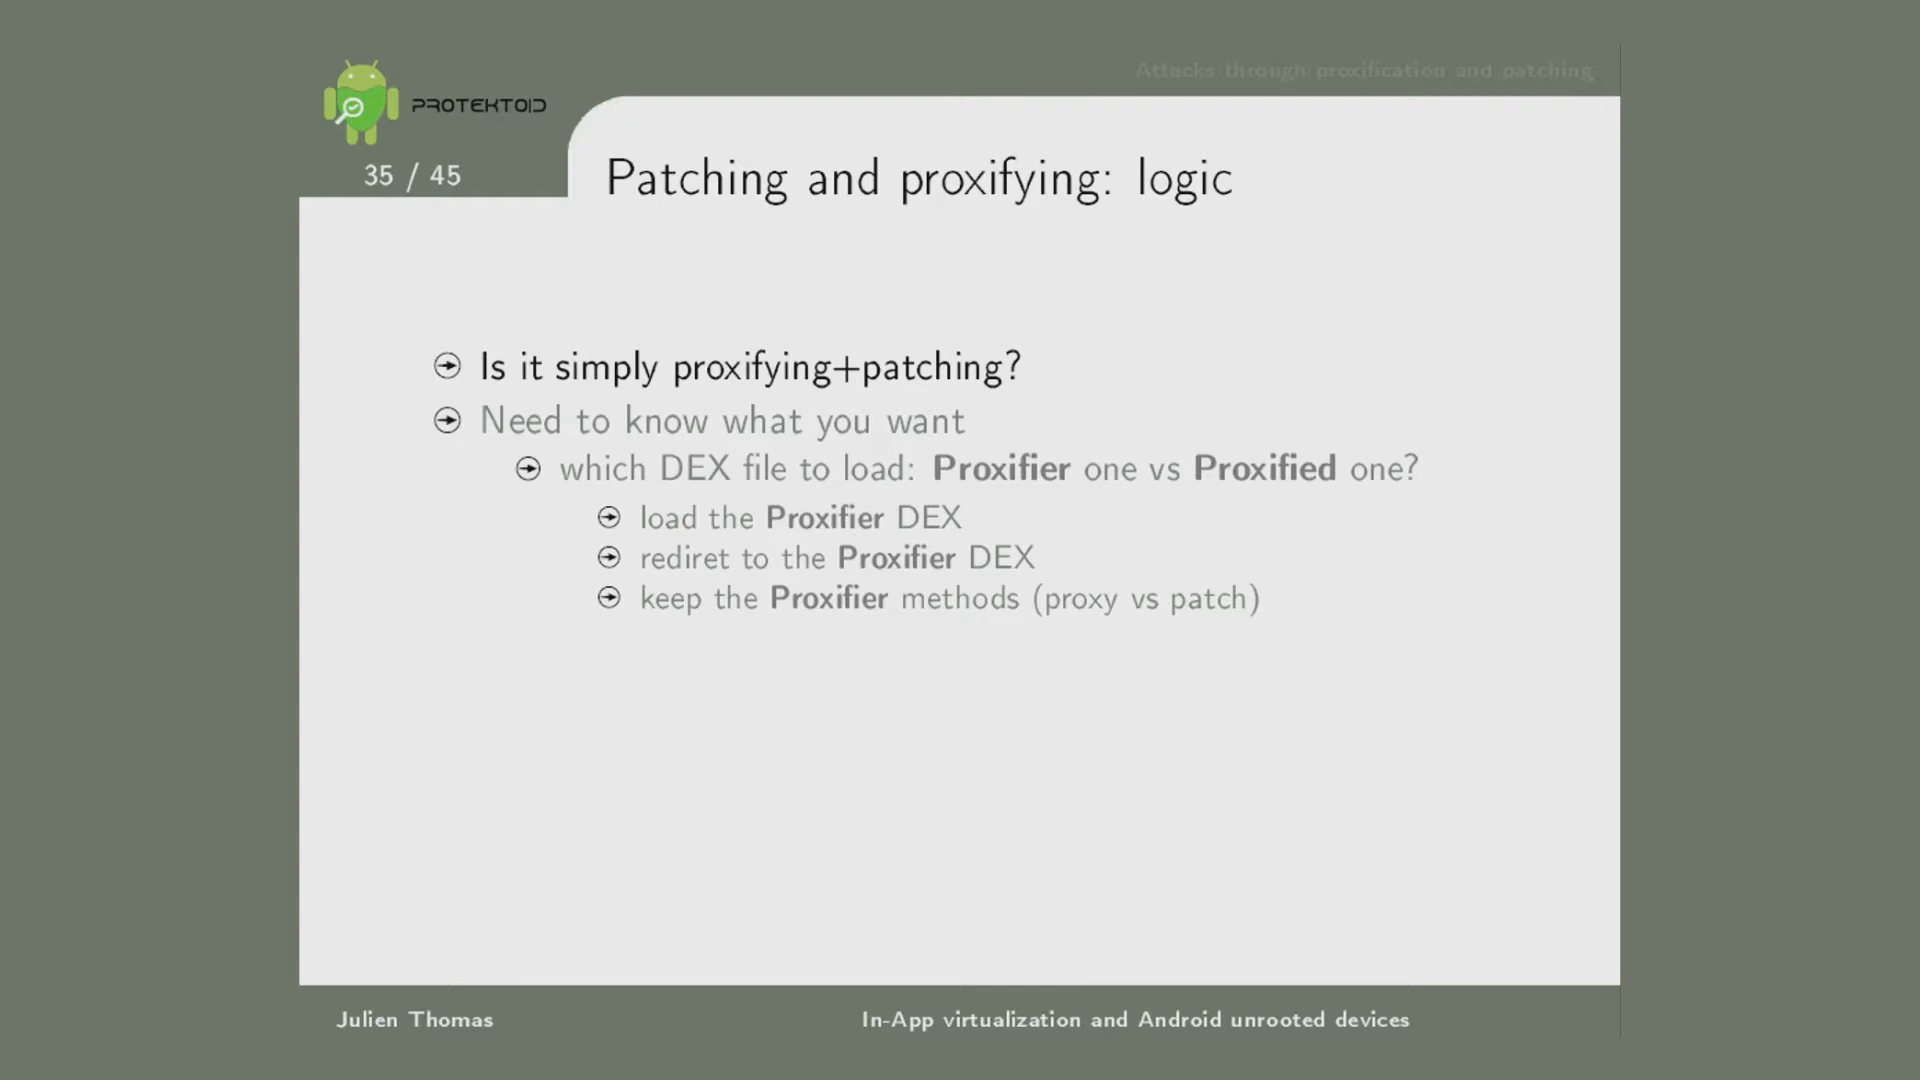 Attacks through proxification and patching
PROTEKTOID
35 / 45
Patching and proxifying: logic
Is it simply proxifying+patching?
Need to know what you want
which DEX file to load: Proxifier one vs Proxified one?
load the Proxifier DEX
rediret to the Proxifier DEX
keep the Proxifier methods (proxy vs patch)
Julien Thomas
In-App virtualization and Android unrooted devices